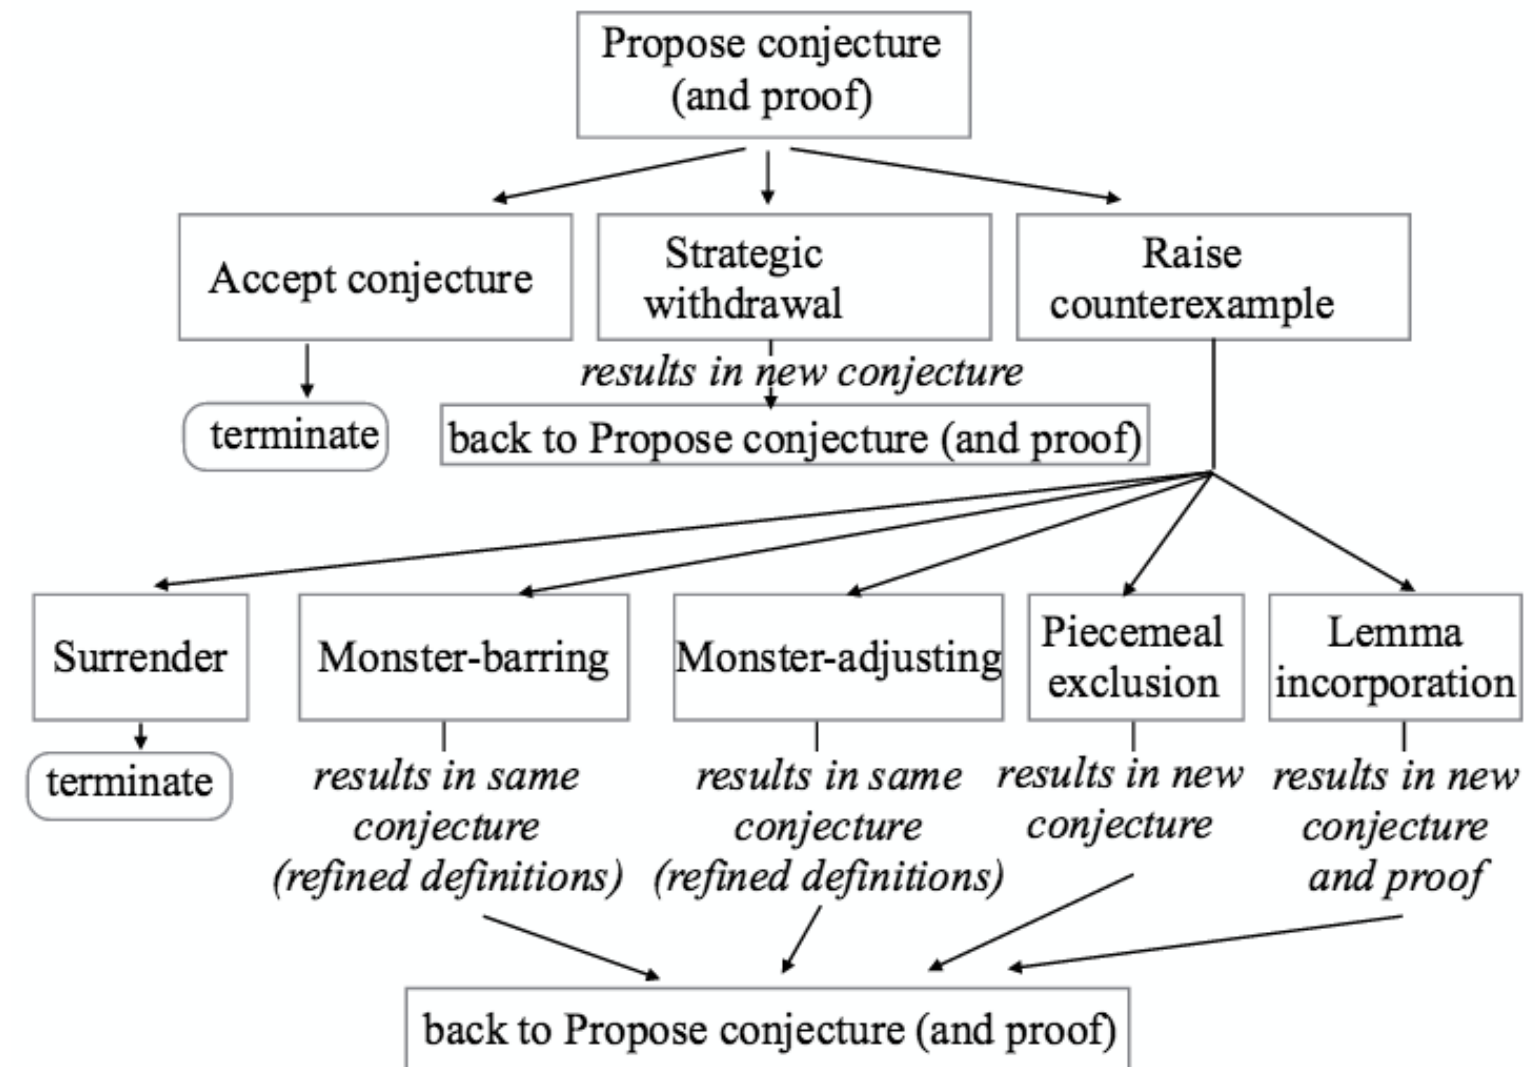 Propose conjecture
(and proof)
Accept conjecture
Strategic
withdrawal
Raise
counterexample
results in new conjecture
terminate
back to Propose conjecture (and proof)
Surrender
Monster-barring
Monster-adjusting
Piecemeal
exclusion
Lemma
incorporation
terminate
results in same
conjecture
(refined definitions)
results in same
conjecture
(refined definitions)
results in new
conjecture
results in new
conjecture
and proof
back to Propose conjecture (and proof)